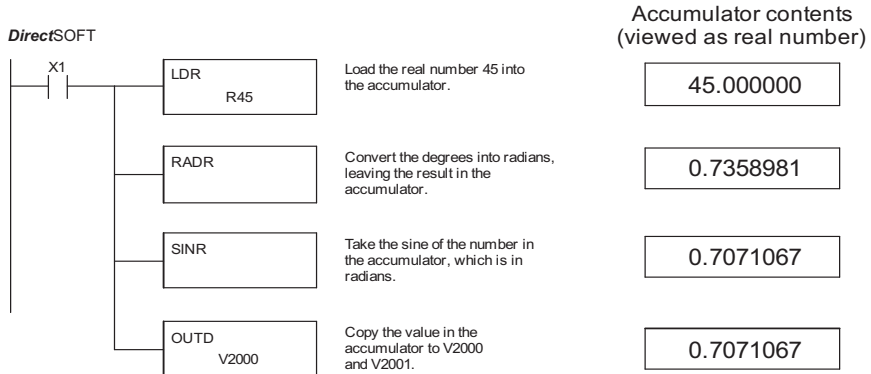 DirectSOFT
Accumulator contents
(viewed as real number)
X1
LDR
R45
Load the real number 45 into
the accumulator.
45.000000
RADR
Convert the degrees into radians,
leaving the result in the
accumulator.
0.7358981
SINR
Take the sine of the number in
the accumulator, which is in
radians.
0.7071067
OUTD
V2000
Copy the value in the
accumulator to V2000
and V2001.
0.7071067